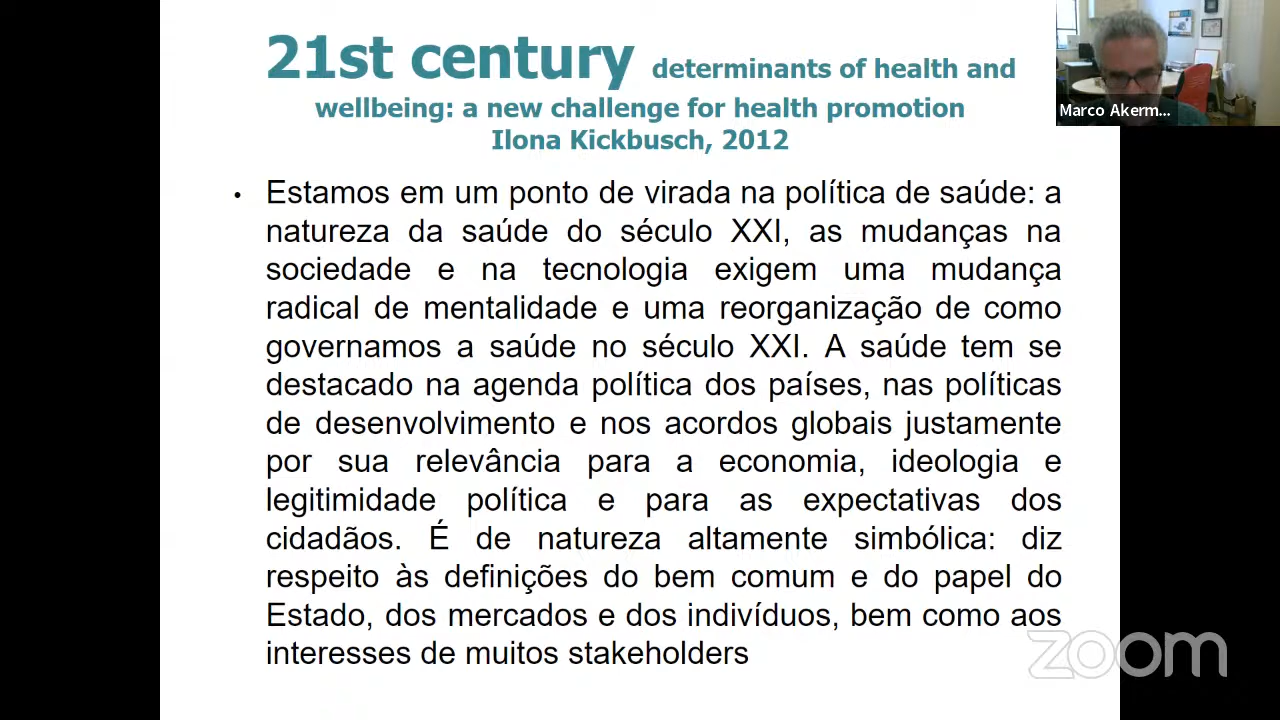 21st century determinants of health and
wellbeing: a new challenge for health promotion
Ilona Kickbusch, 2012
• Estamos em um ponto de virada na política de saúde: a
natureza da saúde do século XXI, as mudanças na
sociedade e na tecnologia exigem uma mudança
radical de mentalidade e uma reorganização de como
governamos a saúde no século XXI. A saúde tem se
destacado na agenda política dos países, nas políticas
de desenvolvimento e nos acordos globais justamente
por sua relevância para a economia, ideologia e
legitimidade política e para as expectativas dos
cidadãos. É de natureza altamente simbólica: diz
respeito às definições do bem comum e do papel do
Estado, dos mercados e dos indivíduos, bem como aos
interesses de muitos stakeholders
Marco Akerm...
zoom